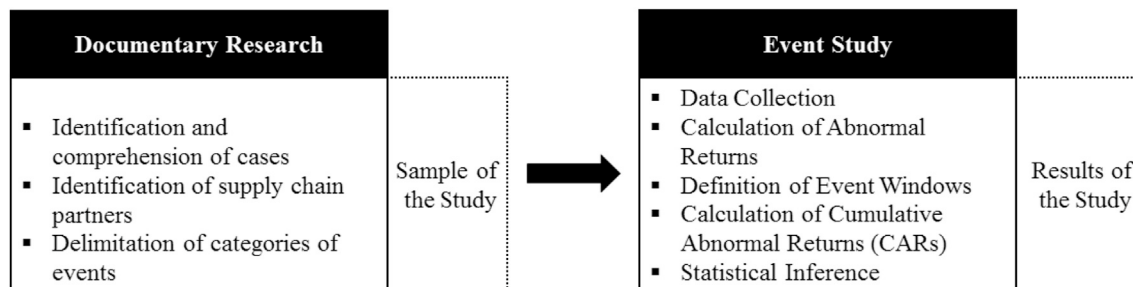 Documentary Research
▪ Identification and
comprehension of cases
▪ Identification of supply chain
partners
▪ Delimitation of categories of
events
Sample of
the Study
Event Study
▪ Data Collection
▪ Calculation of Abnormal
Returns
▪ Definition of Event Windows
▪ Calculation of Cumulative
Abnormal Returns (CARs)
▪ Statistical Inference
Results of
the Study